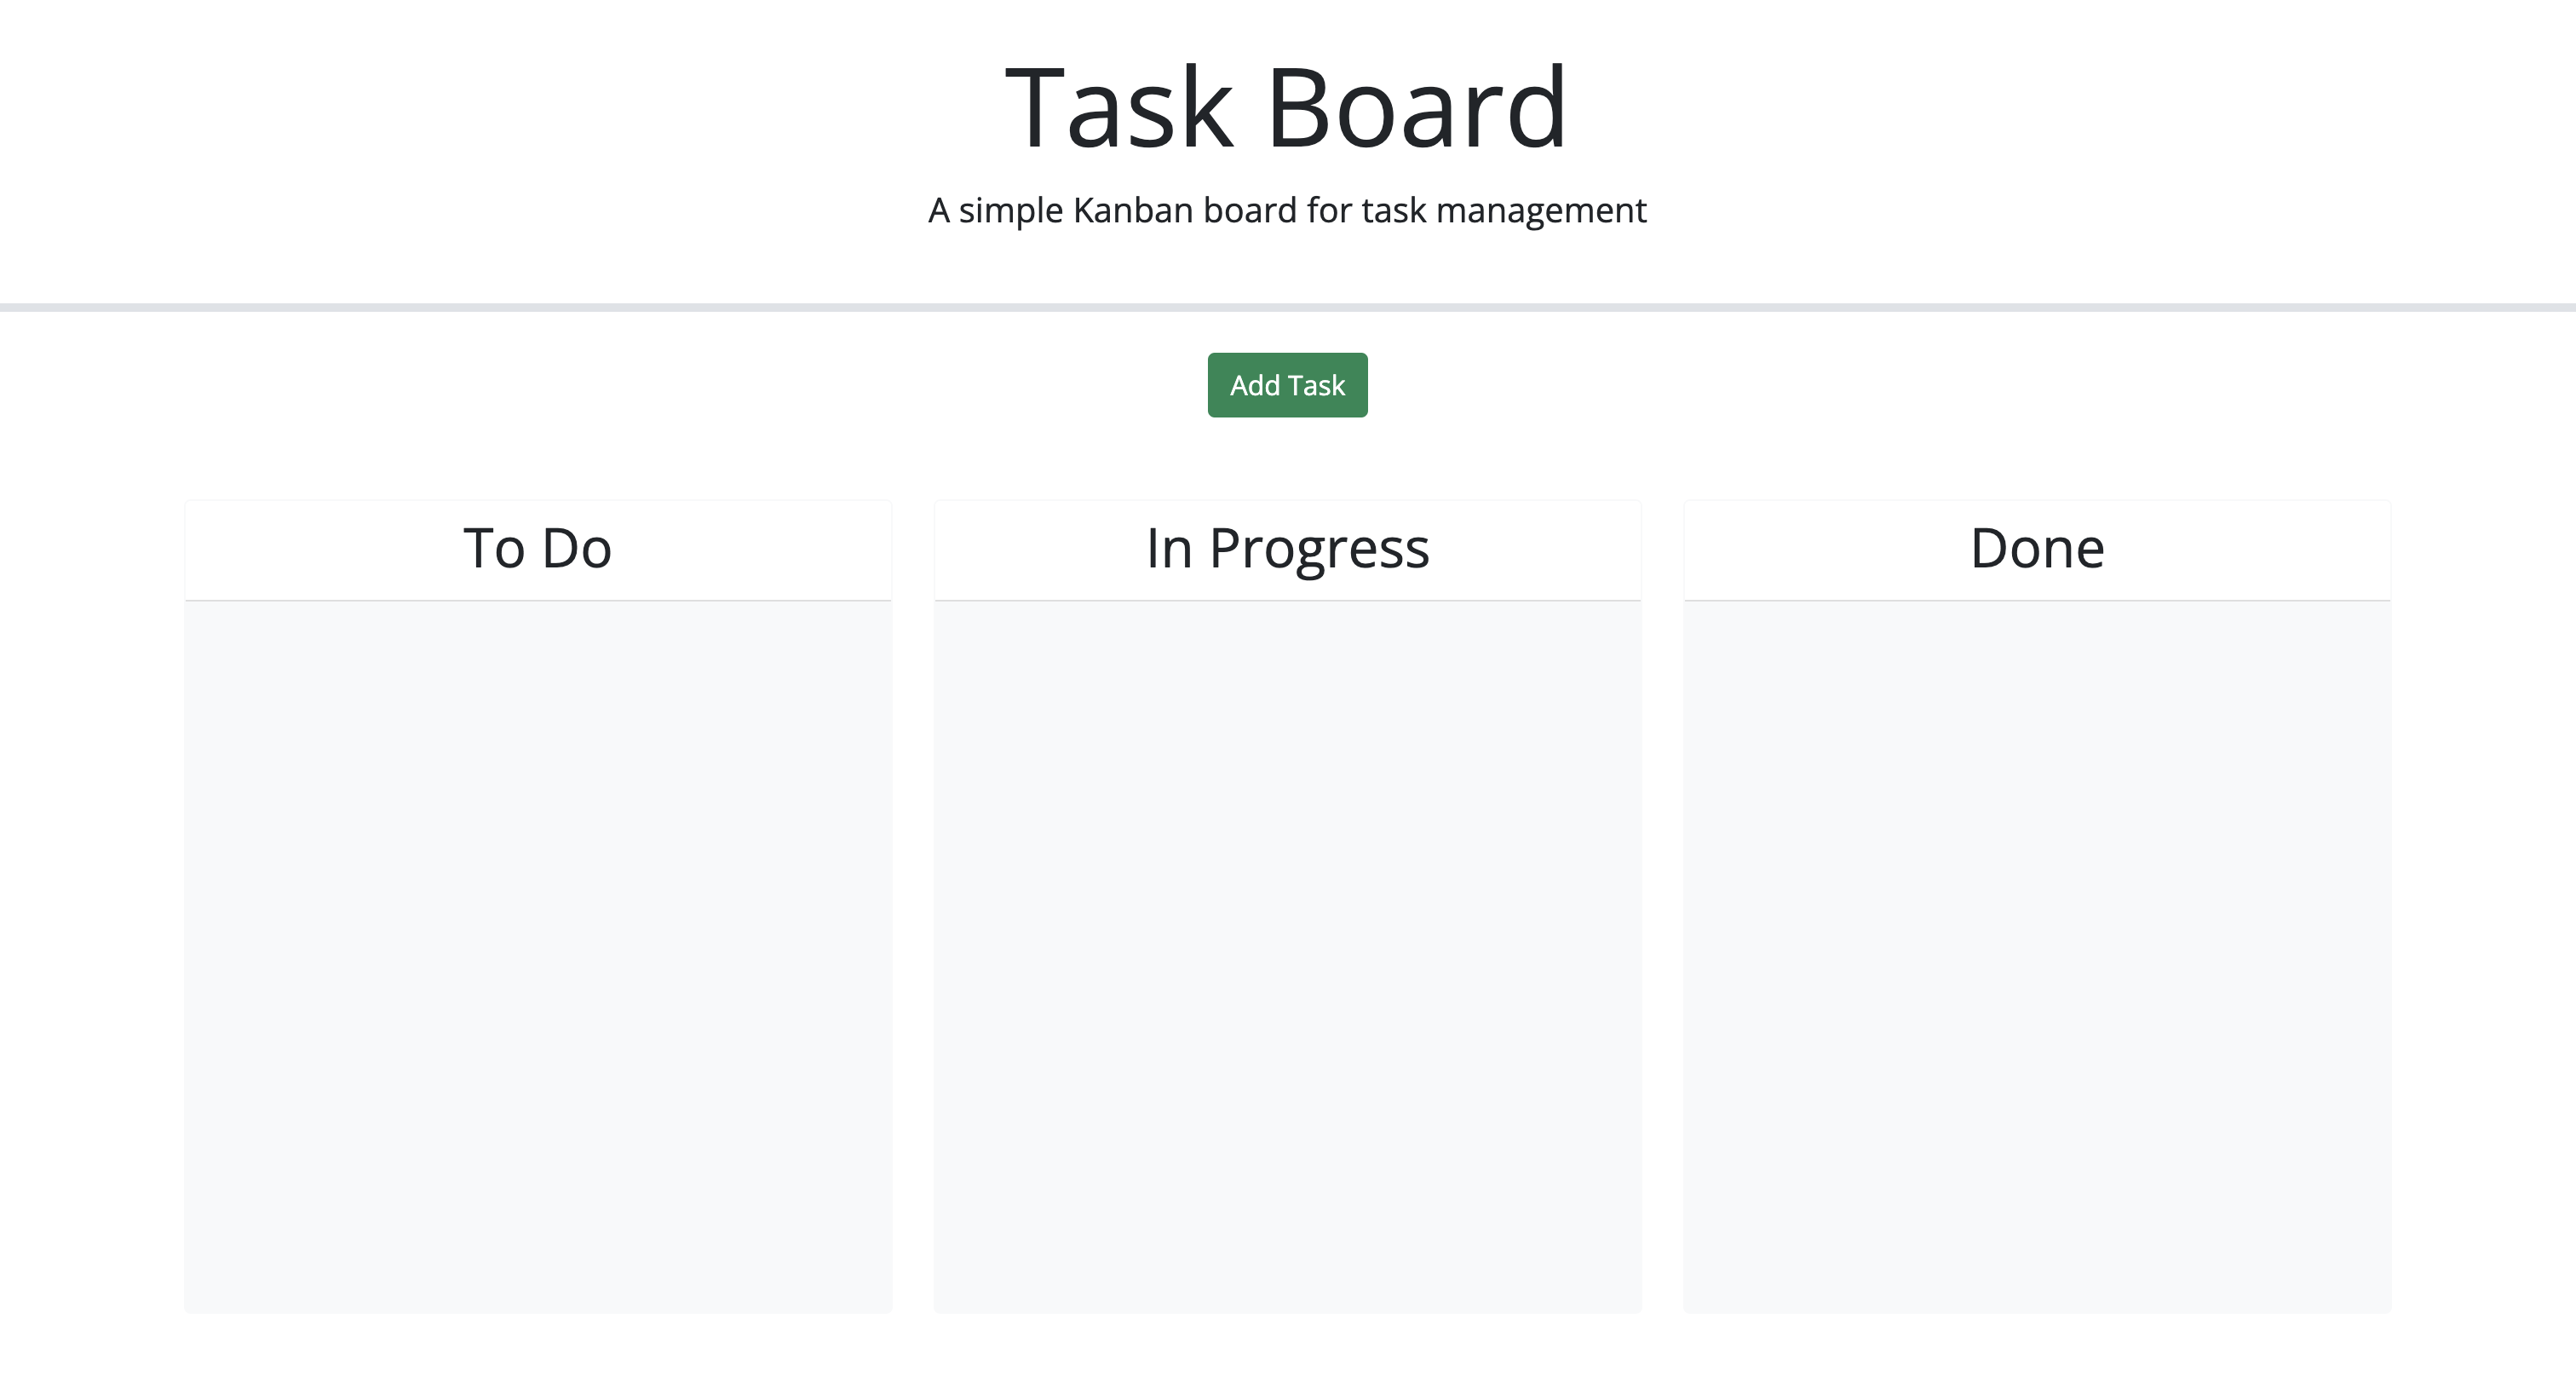 Task Board
A simple Kanban board for task management
Add Task
To Do
In Progress
Done